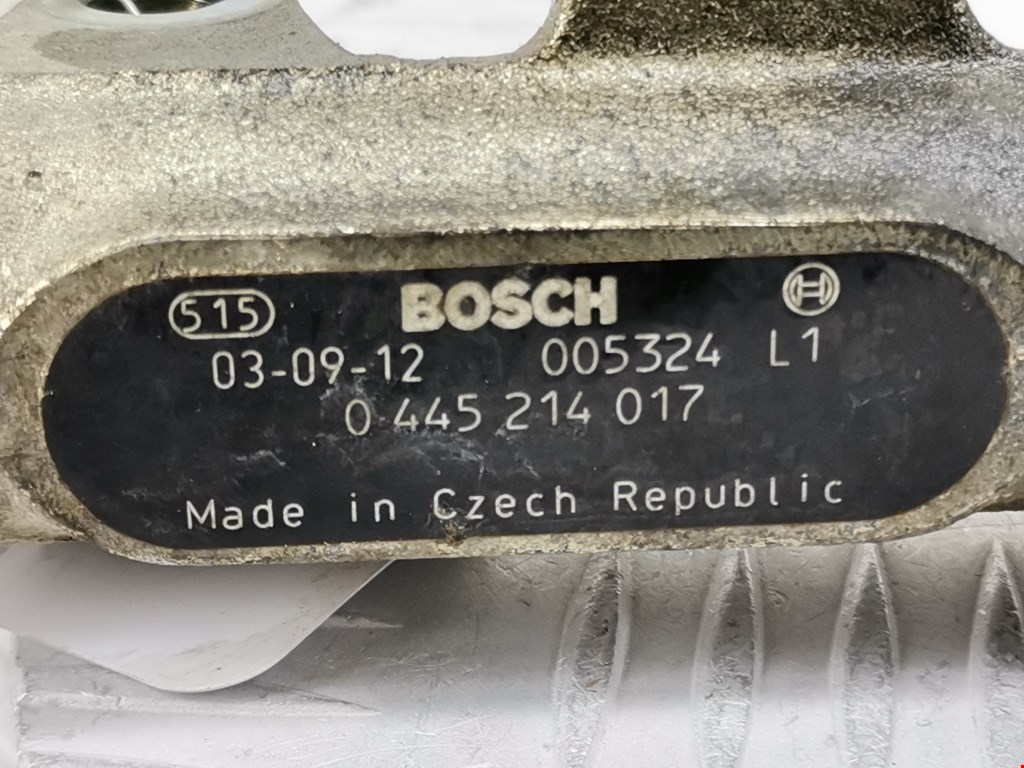 515 BOSCH
03-09-12 005324 L1
0 445 214 017
Made in Czech Republic